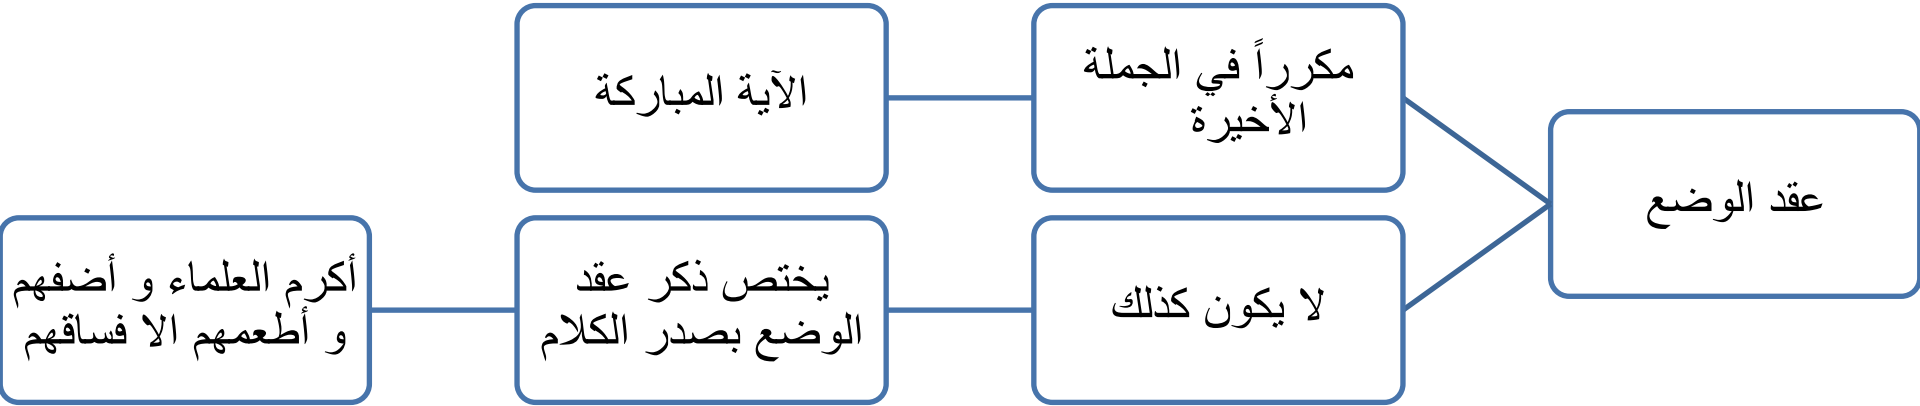 عقد الوضع
مكرراً في الجملة
الأخيرة
الآية المباركة
لا يكون كذلك
يختص ذكر عقد
الوضع بصدر الكلام
أكرم العلماء و أضفهم
و أطعمهم الا فساقهم